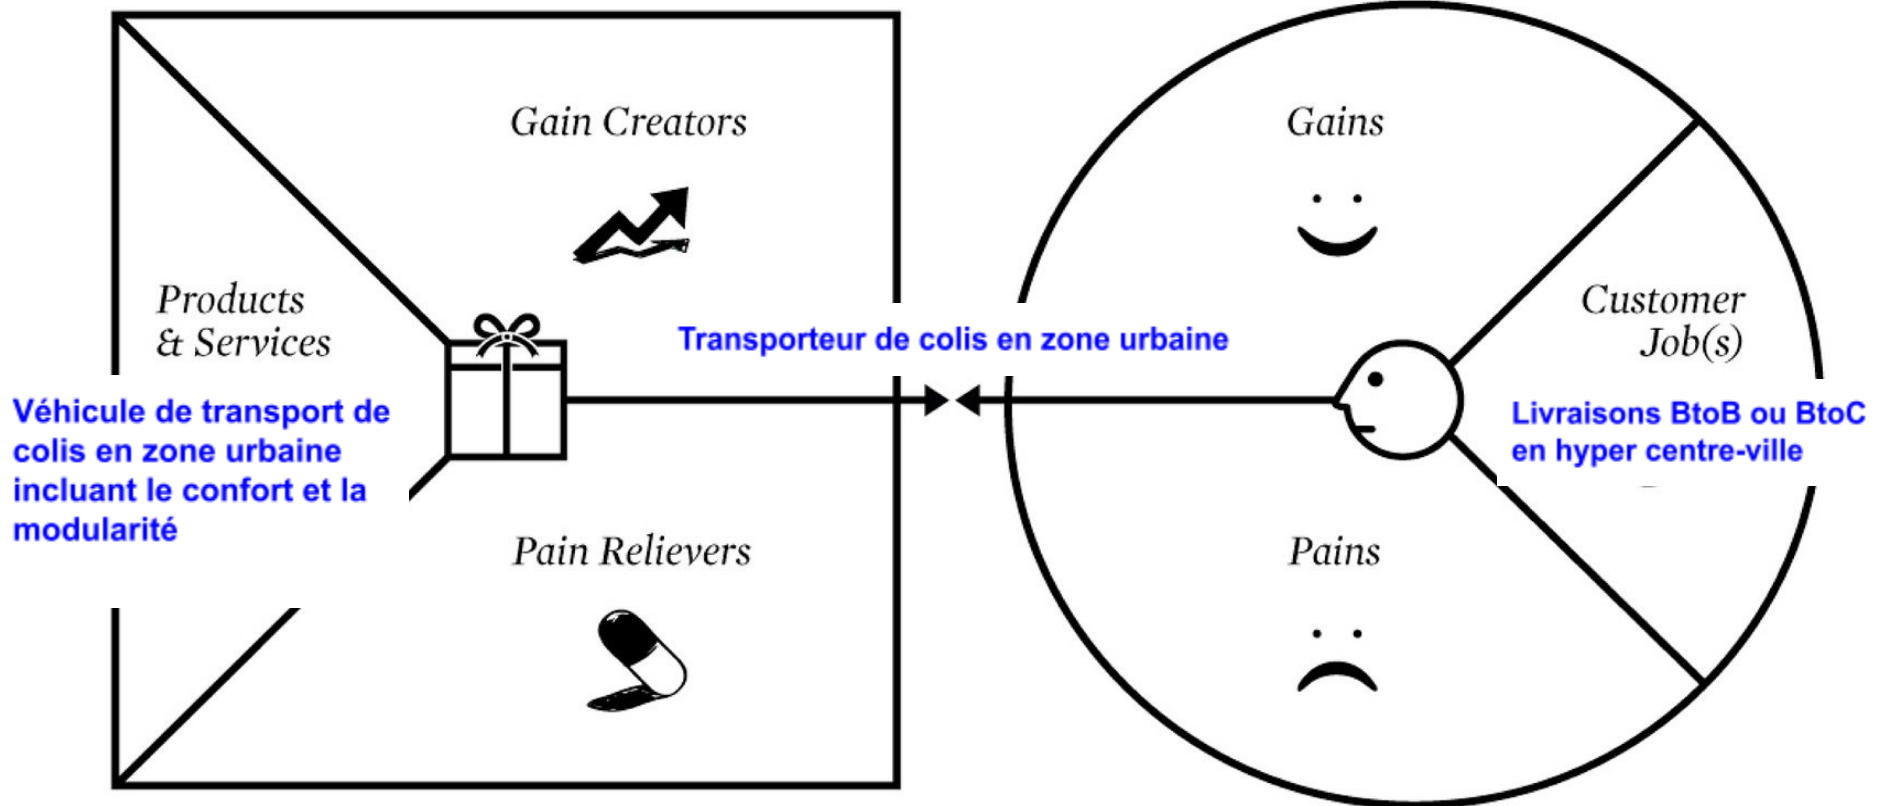 Gain Creators
Products
& Services
Véhicule de transport de
colis en zone urbaine
incluant le confort et la
modularité
Pain Relievers
Transporteur de colis en zone urbaine
Gains
Customer
Job(s)
Livraisons BtoB ou BtoC
en hyper centre-ville
Pains